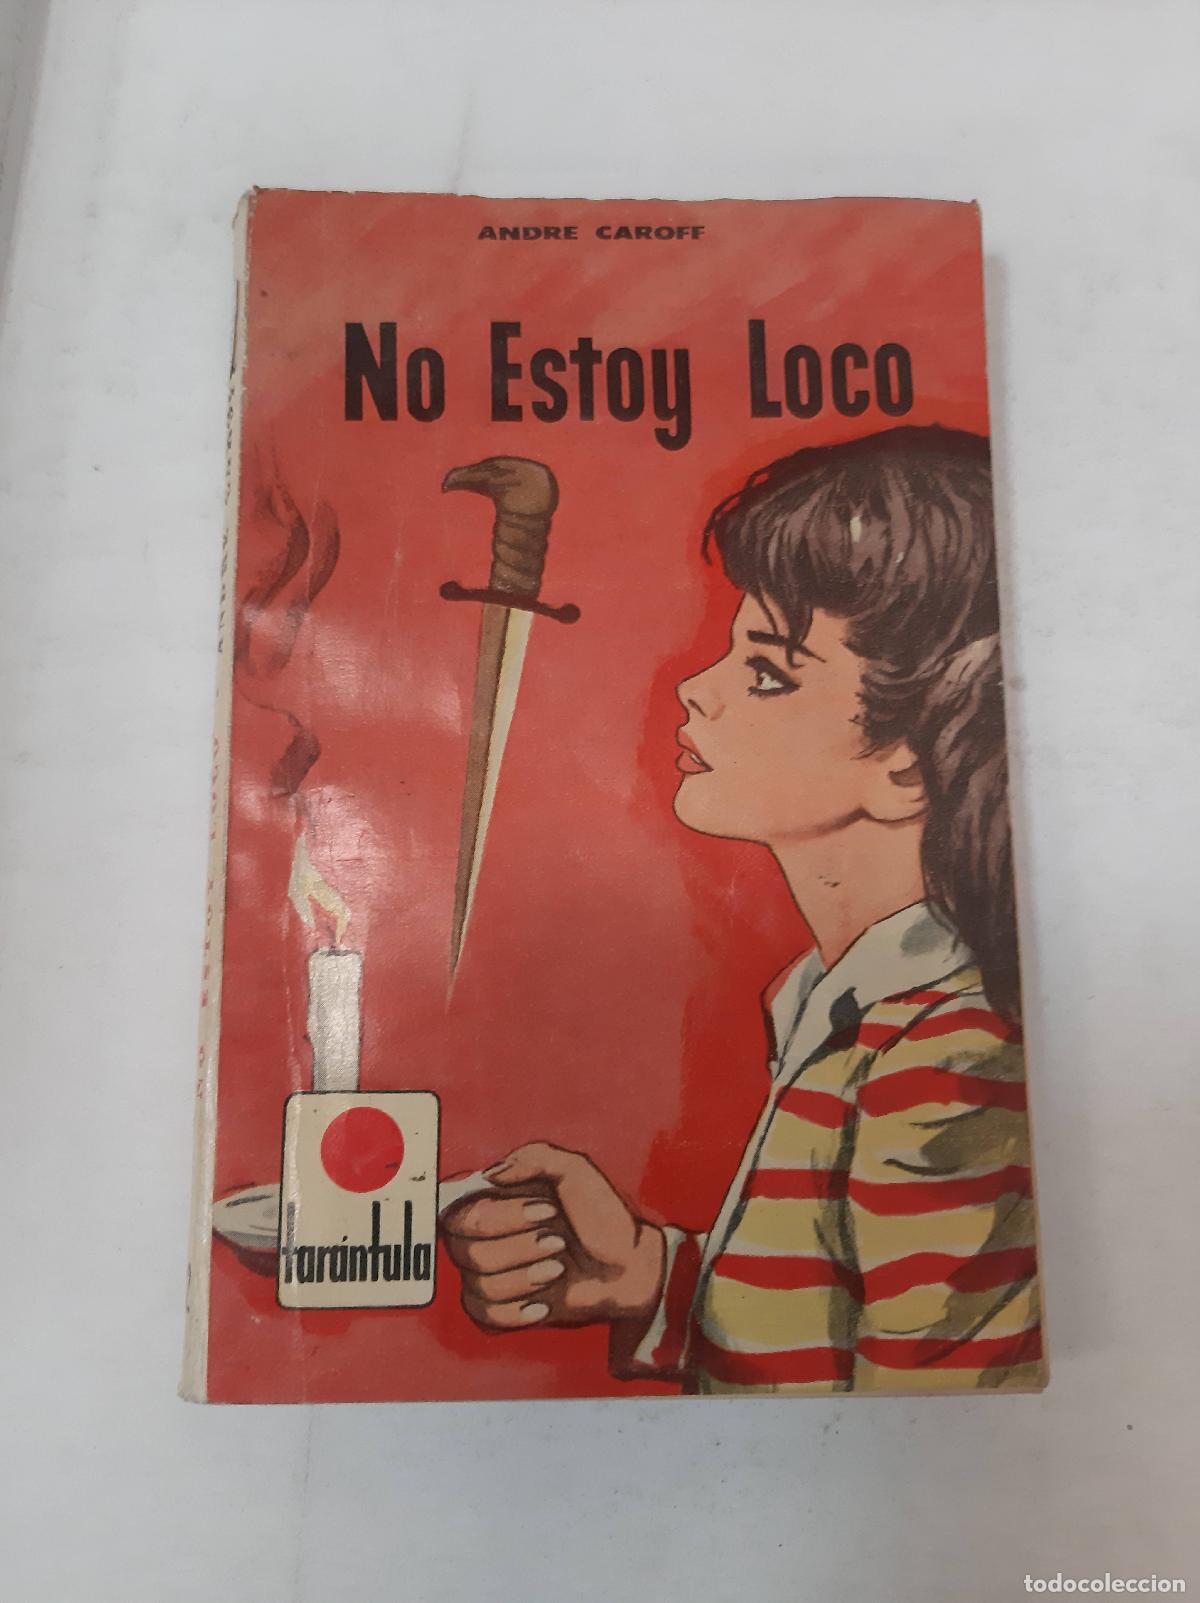 ANDRE CAROFF
No Estoy Loco
tarántula
todocoleccion